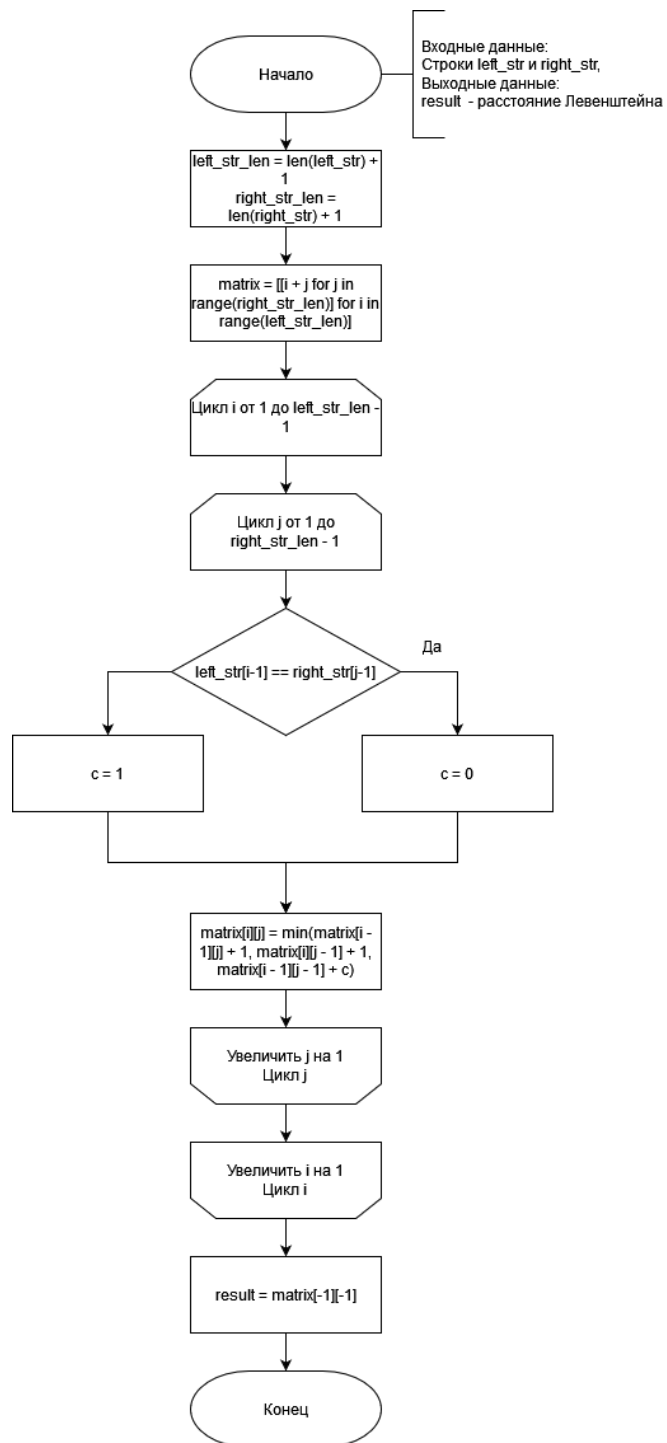 Начало
Входные данные:
Строки left_str и right_str,
Выходные данные:
result - расстояние Левенштейна
left_str_len = len(left_str) +
1
right_str_len =
len(right_str) + 1
matrix = [[i + j for j in
range(right_str_len)] for i in
range(left_str_len)]
Цикл i от 1 до left_str_len -
1
Цикл j от 1 до
right_str_len - 1
left_str[i-1] == right_str[j-1]
Да
c = 1
c = 0
matrix[i][j] = min(matrix[i -
1][j] + 1, matrix[i][j - 1] + 1,
matrix[i - 1][j - 1] + c)
Увеличить j на 1
Цикл j
Увеличить i на 1
Цикл i
result = matrix[-1][-1]
Конец